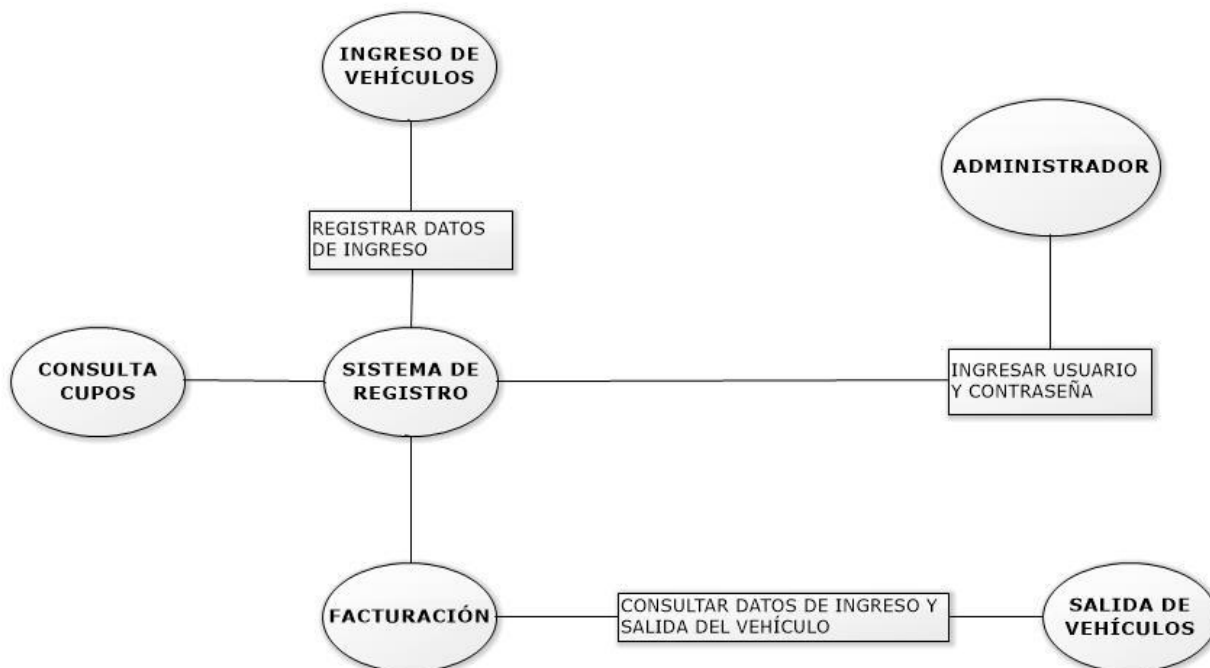 INGRESO DE
VEHÍCULOS
ADMINISTRADOR
REGISTRAR DATOS
DE INGRESO
CONSULTA
CUPOS
SISTEMA DE
REGISTRO
INGRESAR USUARIO
Y CONTRASEÑA
FACTURACIÓN
CONSULTAR DATOS DE INGRESO Y
SALIDA DEL VEHÍCULO
SALIDA DE
VEHÍCULOS